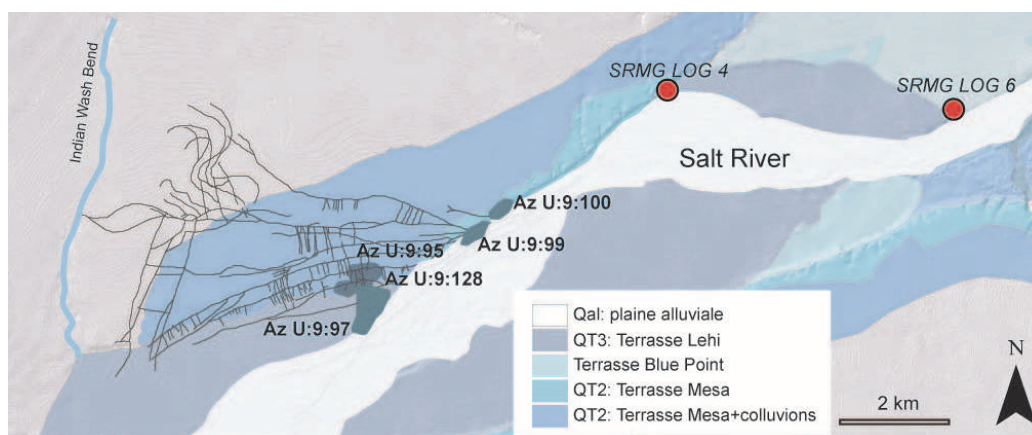 SRMG LOG 4
SRMG LOG 6
Indian Wash Bend
Salt River
Az U:9:100
Az U:9:99
Az U:9:95
Az U:9:128
Az U:9:97
Qal: plaine alluviale
QT3: Terrasse Lehi
Terrasse Blue Point
QT2: Terrasse Mesa
QT2: Terrasse Mesa+colluvions
N
2 km